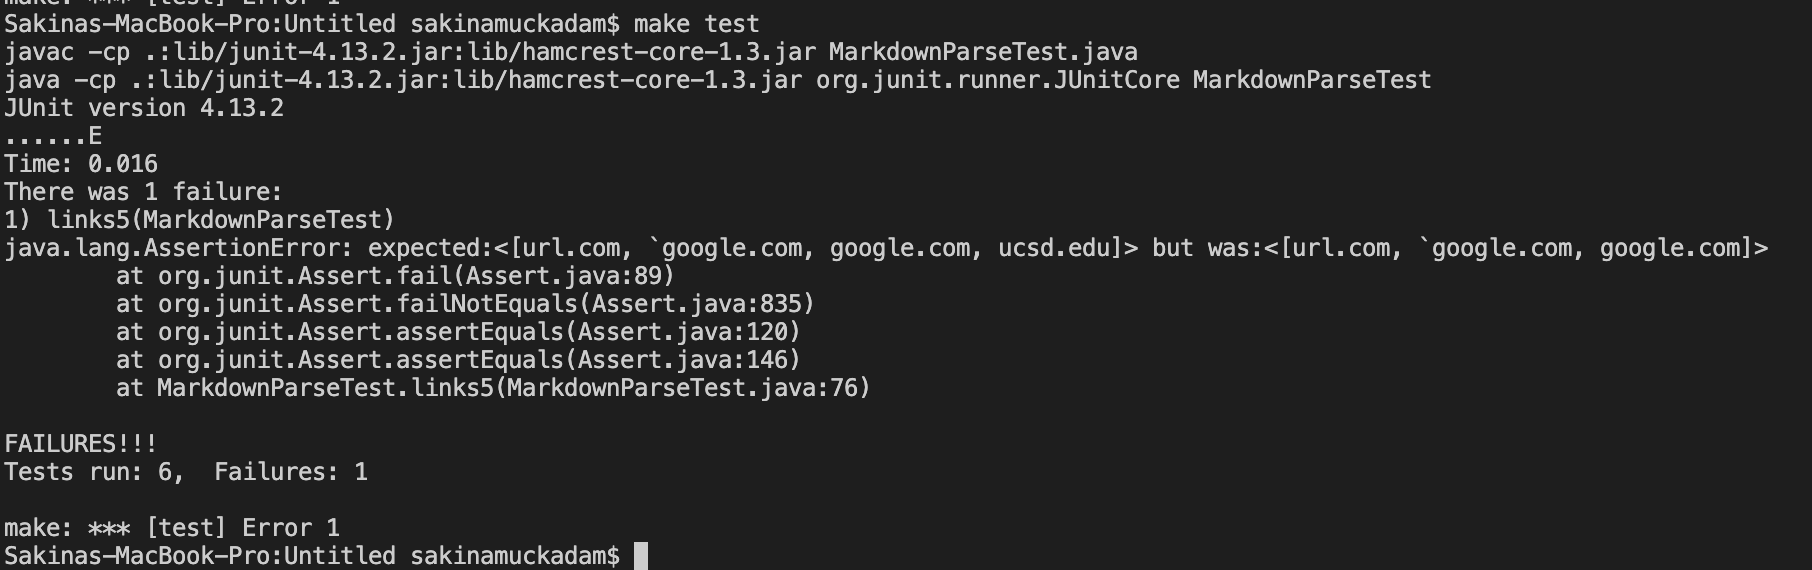 make: *** [test] Error 1
Sakinas-MacBook-Pro:Untitled sakinamuckadam$ make test
javac -cp .:lib/junit-4.13.2.jar:lib/hamcrest-core-1.3.jar MarkdownParseTest.java
java -cp .:lib/junit-4.13.2.jar:lib/hamcrest-core-1.3.jar org.junit.runner.JUnitCore MarkdownParseTest
JUnit version 4.13.2
......E
Time: 0.016
There was 1 failure:
1) links5(MarkdownParseTest)
java.lang.AssertionError: expected:<[url.com, `google.com, google.com, ucsd.edu]> but was:<[url.com, `google.com, google.com]>
        at org.junit.Assert.fail(Assert.java:89)
        at org.junit.Assert.failNotEquals(Assert.java:835)
        at org.junit.Assert.assertEquals(Assert.java:120)
        at org.junit.Assert.assertEquals(Assert.java:146)
        at MarkdownParseTest.links5(MarkdownParseTest.java:76)
FAILURES!!!
Tests run: 6,  Failures: 1
make: *** [test] Error 1
Sakinas-MacBook-Pro:Untitled sakinamuckadam$